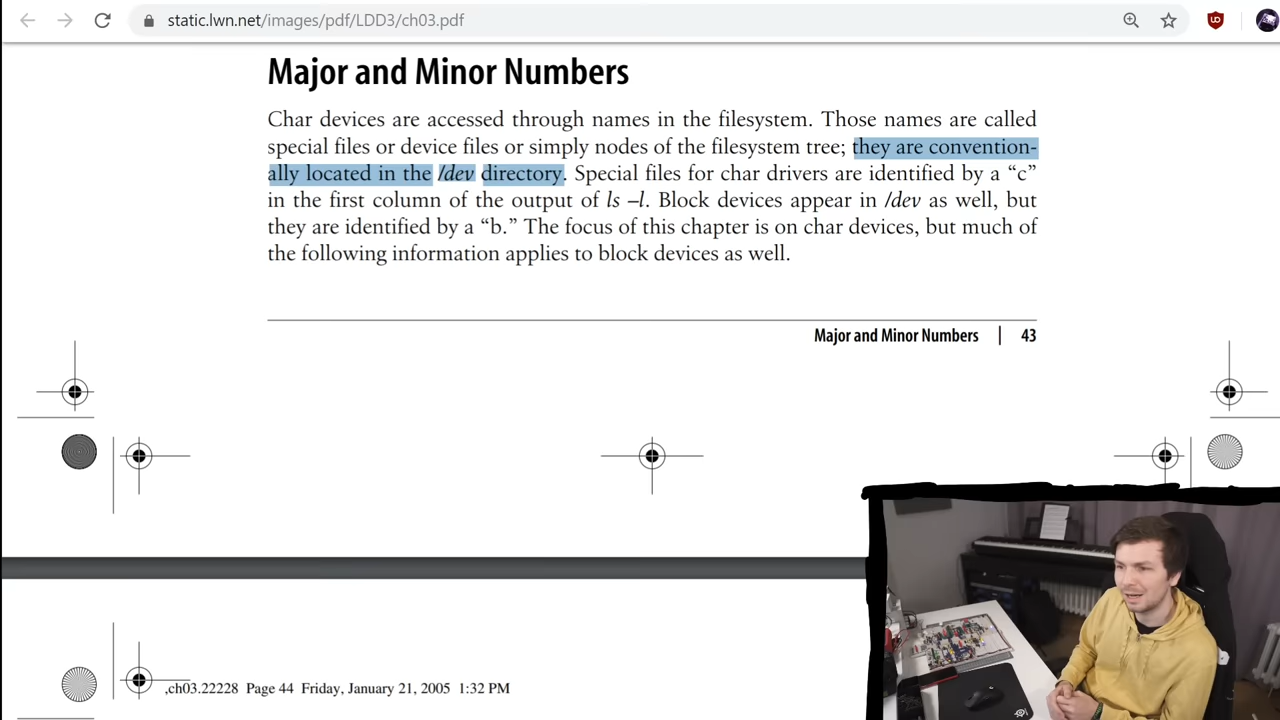 static.lwn.net/images/pdf/LDD3/ch03.pdf
Major and Minor Numbers
Char devices are accessed through names in the filesystem. Those names are called
special files or device files or simply nodes of the filesystem tree; they are convention-
ally located in the /dev directory. Special files for char drivers are identified by a “c”
in the first column of the output of ls –l. Block devices appear in /dev as well, but
they are identified by a “b.” The focus of this chapter is on char devices, but much of
the following information applies to block devices as well.
Major and Minor Numbers | 43
,ch03.22228 Page 44 Friday, January 21, 2005 1:32 PM